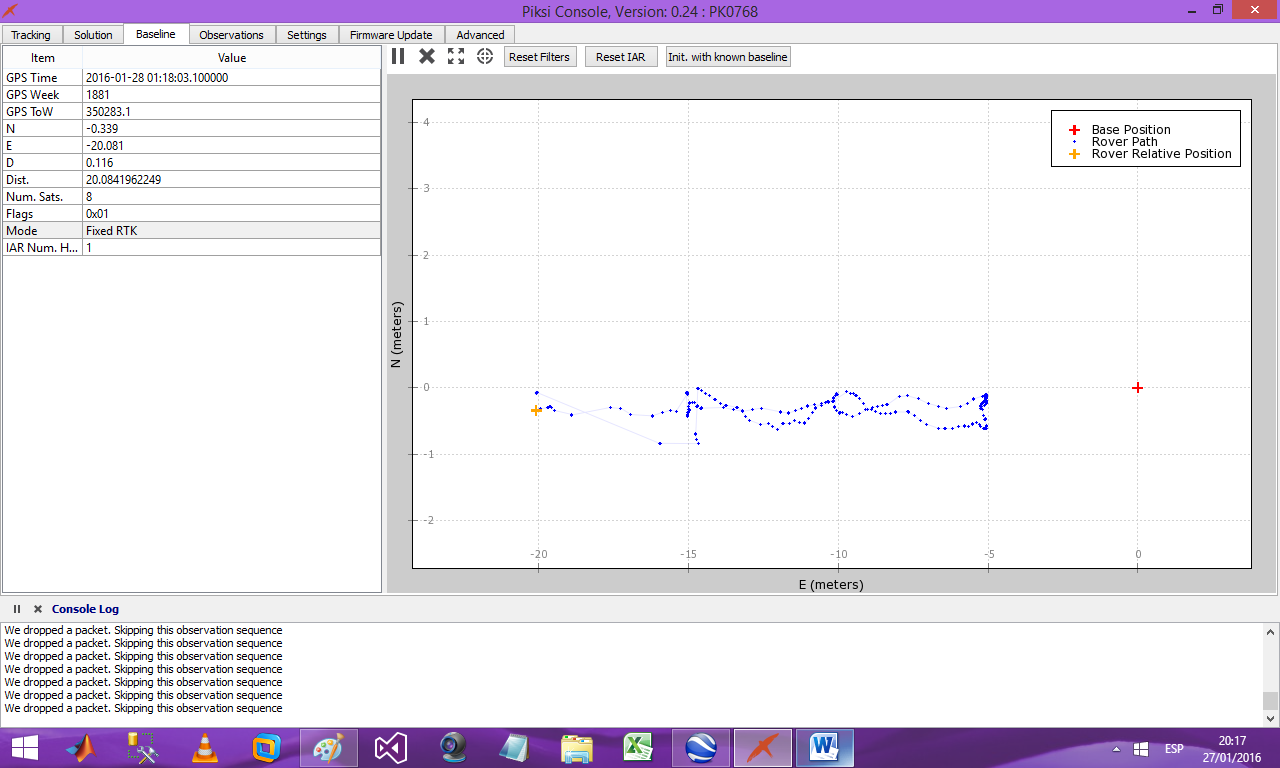 Piksi Console, Version: 0.24 : PK0768
Tracking Solution Baseline Observations Settings Firmware Update Advanced
Item Value
GPS Time 2016-01-28 01:18:03.100000
GPS Week 1881
GPS ToW 350283.1
N -0.339
E -20.081
D 0.116
Dist. 20.0841962249
Num. Sats. 8
Flags 0x01
Mode Fixed RTK
IAR Num. H... 1
Reset Filters Reset IAR Init. with known baseline
Base Position
Rover Path
Rover Relative Position
4
3
2
1
0
-1
-2
N (meters)
-20 -15 -10 -5 0
E (meters)
Console Log
We dropped a packet. Skipping this observation sequence
We dropped a packet. Skipping this observation sequence
We dropped a packet. Skipping this observation sequence
We dropped a packet. Skipping this observation sequence
We dropped a packet. Skipping this observation sequence
We dropped a packet. Skipping this observation sequence
We dropped a packet. Skipping this observation sequence
ESP
20:17
27/01/2016